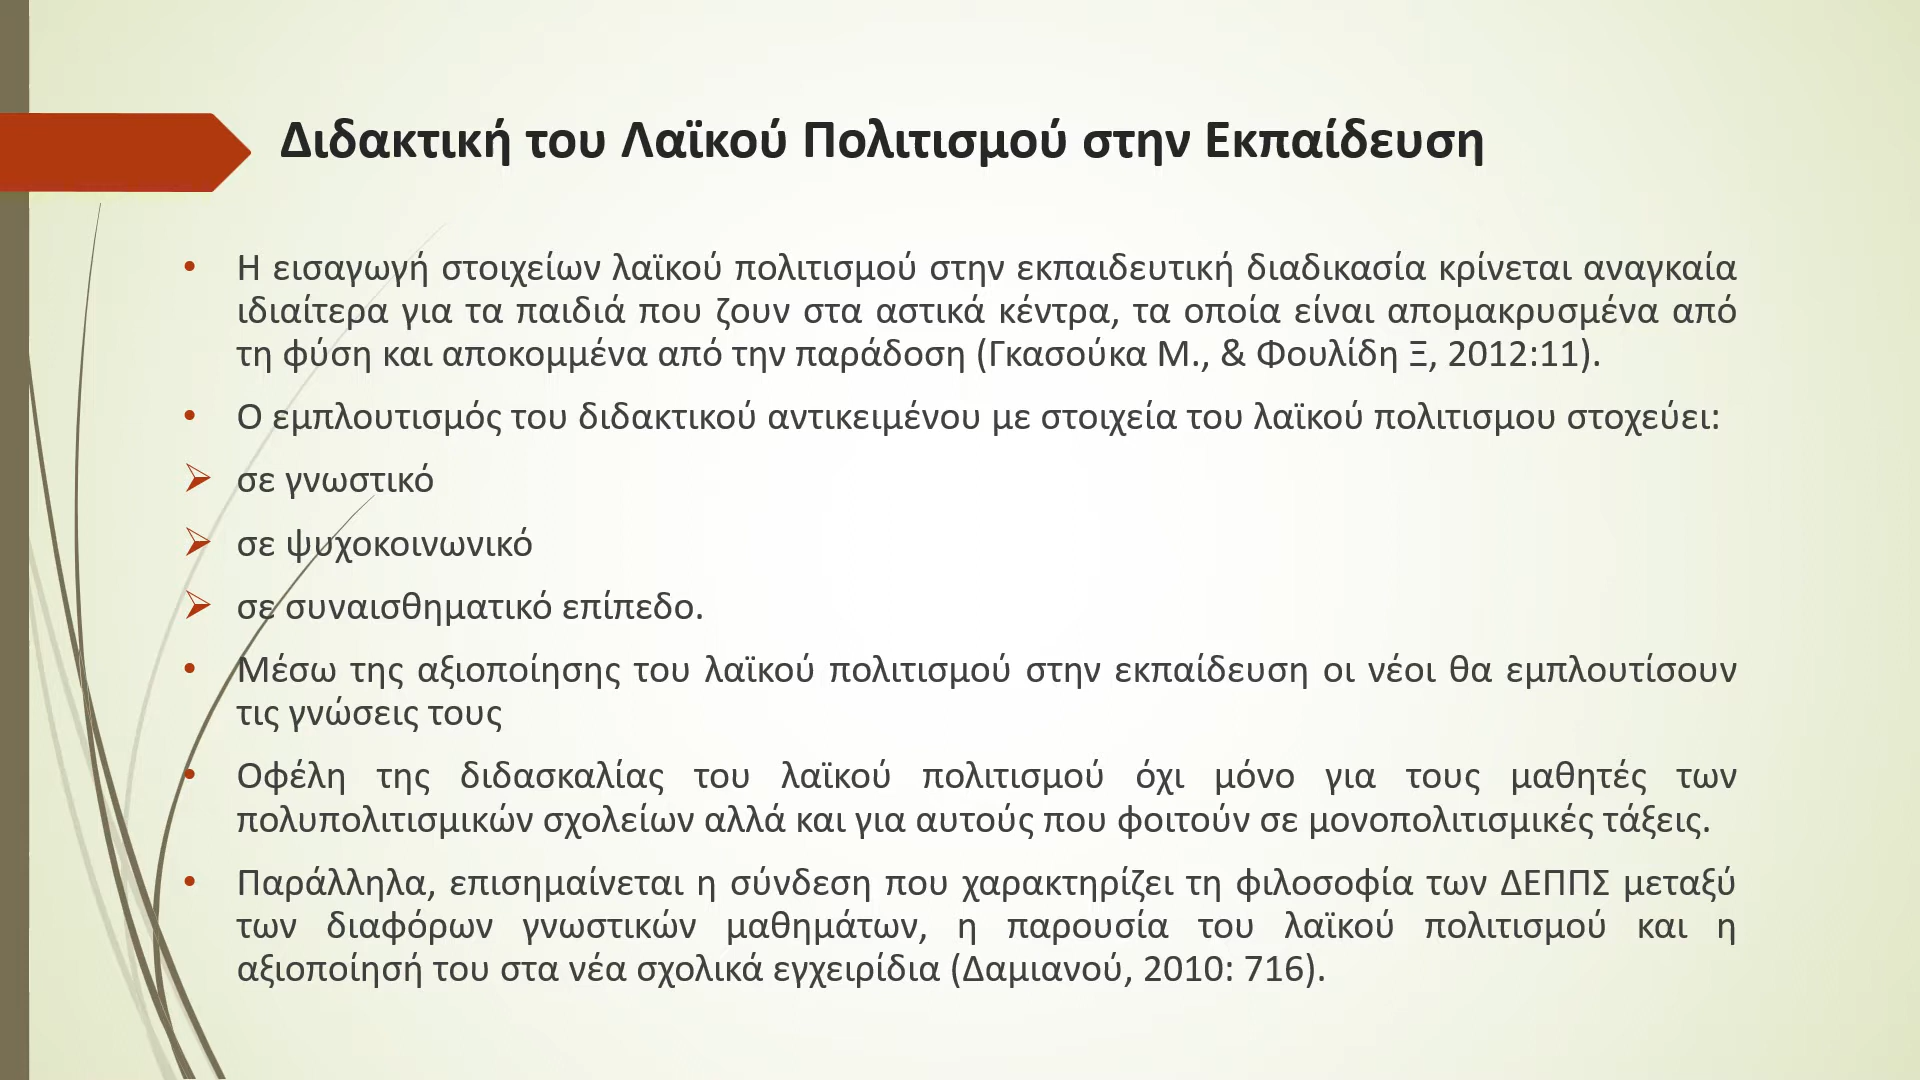 Διδακτική του Λαϊκού Πολιτισμού στην Εκπαίδευση
• Η εισαγωγή στοιχείων λαϊκού πολιτισμού στην εκπαιδευτική διαδικασία κρίνεται αναγκαία
ιδιαίτερα για τα παιδιά που ζουν στα αστικά κέντρα, τα οποία είναι απομακρυσμένα από
τη φύση και αποκομμένα από την παράδοση (Γκασούκα Μ., & Φουλίδη Ξ, 2012:11).
• Ο εμπλουτισμός του διδακτικού αντικειμένου με στοιχεία του λαϊκού πολιτισμου στοχεύει:
➢ σε γνωστικό
➢ σε ψυχοκοινωνικό
➢ σε συναισθηματικό επίπεδο.
• Μέσω της αξιοποίησης του λαϊκού πολιτισμού στην εκπαίδευση οι νέοι θα εμπλουτίσουν
τις γνώσεις τους
• Οφέλη της διδασκαλίας του λαϊκού πολιτισμού όχι μόνο για τους μαθητές των
πολυπολιτισμικών σχολείων αλλά και για αυτούς που φοιτούν σε μονοπολιτισμικές τάξεις.
• Παράλληλα, επισημαίνεται η σύνδεση που χαρακτηρίζει τη φιλοσοφία των ΔΕΠΠΣ μεταξύ
των διαφόρων γνωστικών μαθημάτων, η παρουσία του λαϊκού πολιτισμού και η
αξιοποίησή του στα νέα σχολικά εγχειρίδια (Δαμιανού, 2010: 716).